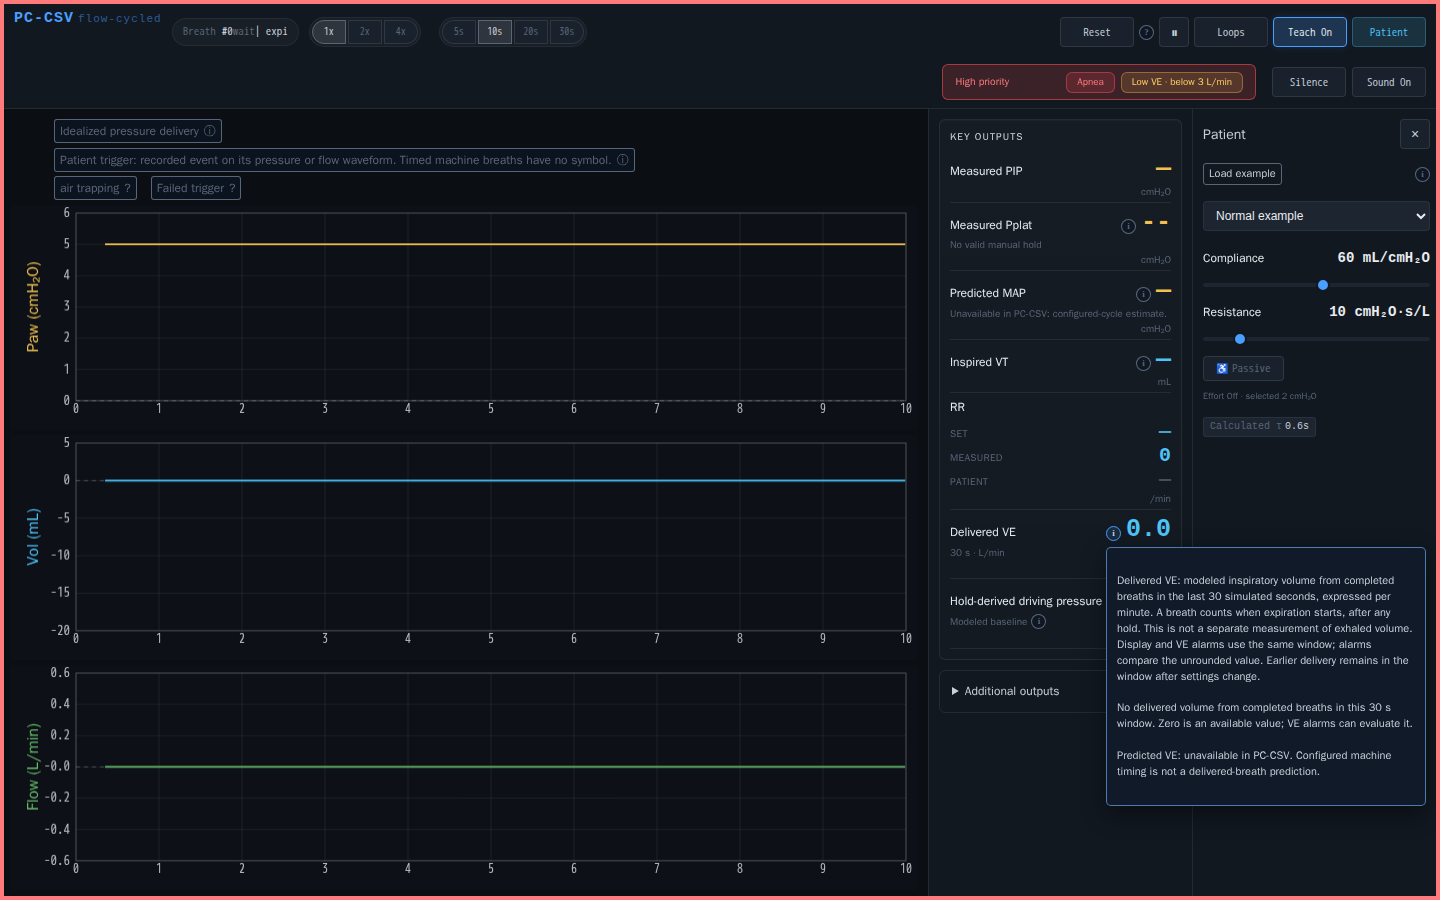 PC-CSV flow-cycled
Breath #0wait| expi
1x 2x 4x
5s 10s 20s 30s
Reset ? Loops Teach On Patient
High priority Apnea Low VE · below 3 L/min
Silence Sound On
Idealized pressure delivery ⓘ
Patient trigger: recorded event on its pressure or flow waveform. Timed machine breaths have no symbol. ⓘ
air trapping ? Failed trigger ?
Paw (cmH₂O)
6
5
4
3
2
1
0
0 1 2 3 4 5 6 7 8 9 10
Vol (mL)
5
0
-5
-10
-15
-20
0 1 2 3 4 5 6 7 8 9 10
Flow (L/min)
0.6
0.4
0.2
-0.0
-0.2
-0.4
-0.6
0 1 2 3 4 5 6 7 8 9 10
KEY OUTPUTS
Measured PIP —
cmH₂O
Measured Pplat i --
No valid manual hold
cmH₂O
Predicted MAP i —
Unavailable in PC-CSV: configured-cycle estimate.
cmH₂O
Inspired VT i —
mL
RR
SET —
MEASURED 0
PATIENT —
/min
Delivered VE i 0.0
30 s · L/min
Hold-derived driving pressure
Modeled baseline i
▶ Additional outputs
Patient ×
Load example i
Normal example
Compliance 60 mL/cmH₂O
Resistance 10 cmH₂O·s/L
♿ Passive
Effort Off · selected 2 cmH₂O
Calculated τ 0.6s
Delivered VE: modeled inspiratory volume from completed
breaths in the last 30 simulated seconds, expressed per
minute. A breath counts when expiration starts, after any
hold. This is not a separate measurement of exhaled volume.
Display and VE alarms use the same window; alarms
compare the unrounded value. Earlier delivery remains in the
window after settings change.
No delivered volume from completed breaths in this 30 s
window. Zero is an available value; VE alarms can evaluate it.
Predicted VE: unavailable in PC-CSV. Configured machine
timing is not a delivered-breath prediction.